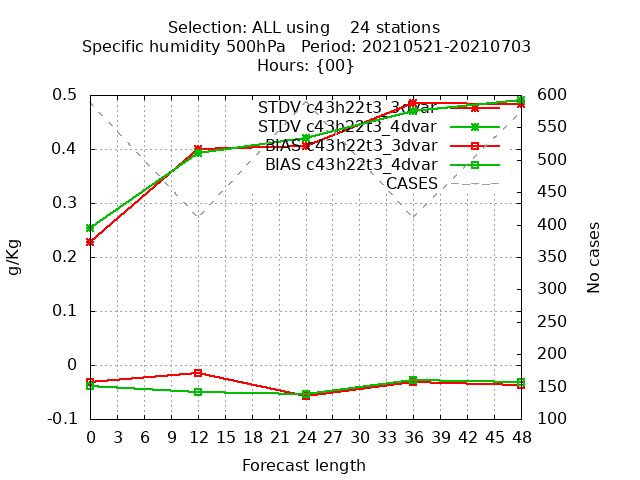 Selection: ALL using 24 stations
Specific humidity 500hPa Period: 20210521-20210703
Hours: {00}
0.5
0.4
0.3
0.2
0.1
0
-0.1
g/Kg
600
550
500
450
400
350
300
250
200
150
100
No cases
STDV c43h22t3_3dvar
STDV c43h22t3_4dvar
BIAS c43h22t3_3dvar
BIAS c43h22t3_4dvar
CASES
0 3 6 9 12 15 18 21 24 27 30 33 36 39 42 45 48
Forecast length